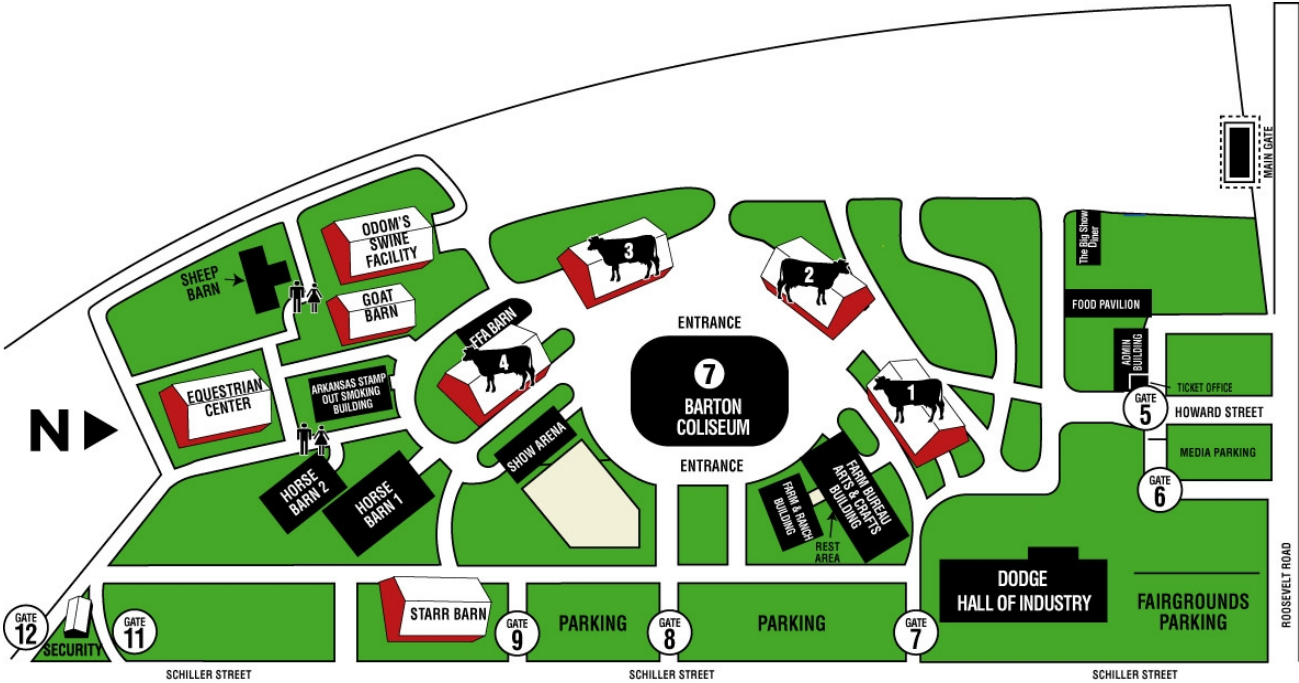 MAIN GATE
ODOM'S
SWINE
FACILITY
SHEEP
BARN
GOAT
BARN
3
2
The Big Show
Diner
FOOD PAVILION
ENTRANCE
FFA BARN
4
ADMIN
BUILDING
TICKET OFFICE
7
BARTON
COLISEUM
1
EQUESTRIAN
CENTER
ARKANSAS STAMP
OUT SMOKING
BUILDING
GATE
5
HOWARD STREET
N
SHOW ARENA
ENTRANCE
MEDIA PARKING
HORSE
BARN 2
HORSE
BARN 1
FARM & RANCH
BUILDING
FARM BUREAU
ARTS & CRAFTS
BUILDING
REST
AREA
GATE
6
ROOSEVELT ROAD
DODGE
HALL OF INDUSTRY
FAIRGROUNDS
PARKING
GATE
12
SECURITY
GATE
11
STARR BARN
GATE
9
PARKING
GATE
8
PARKING
GATE
7
SCHILLER STREET
SCHILLER STREET
SCHILLER STREET